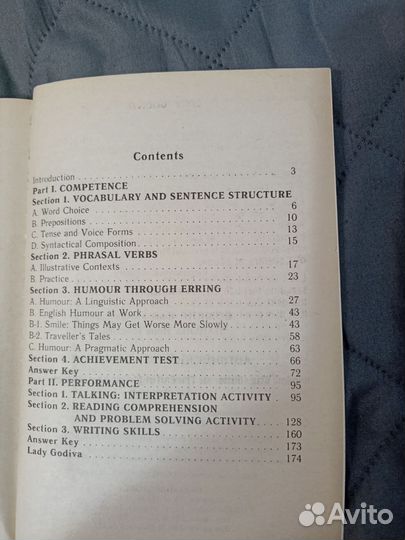 Contents
Introduction 3
Part I. COMPETENCE
Section 1. VOCABULARY AND SENTENCE STRUCTURE
A. Word Choice 6
B. Prepositions 10
C. Tense and Voice Forms 13
D. Syntactical Composition 15
Section 2. PHRASAL VERBS
A. Illustrative Contexts 17
B. Practice 23
Section 3. HUMOUR THROUGH ERRING
A. Humour: A Linguistic Approach 27
B. English Humour at Work 43
B-1. Smile: Things May Get Worse More Slowly 43
B-2. Traveller's Tales 58
C. Humour: A Pragmatic Approach 63
Section 4. ACHIEVEMENT TEST 66
Answer Key 72
Part II. PERFORMANCE 95
Section 1. TALKING: INTERPRETATION ACTIVITY 95
Section 2. READING COMPREHENSION
AND PROBLEM SOLVING ACTIVITY 128
Section 3. WRITING SKILLS 160
Answer Key 173
Lady Godiva 174
Avito